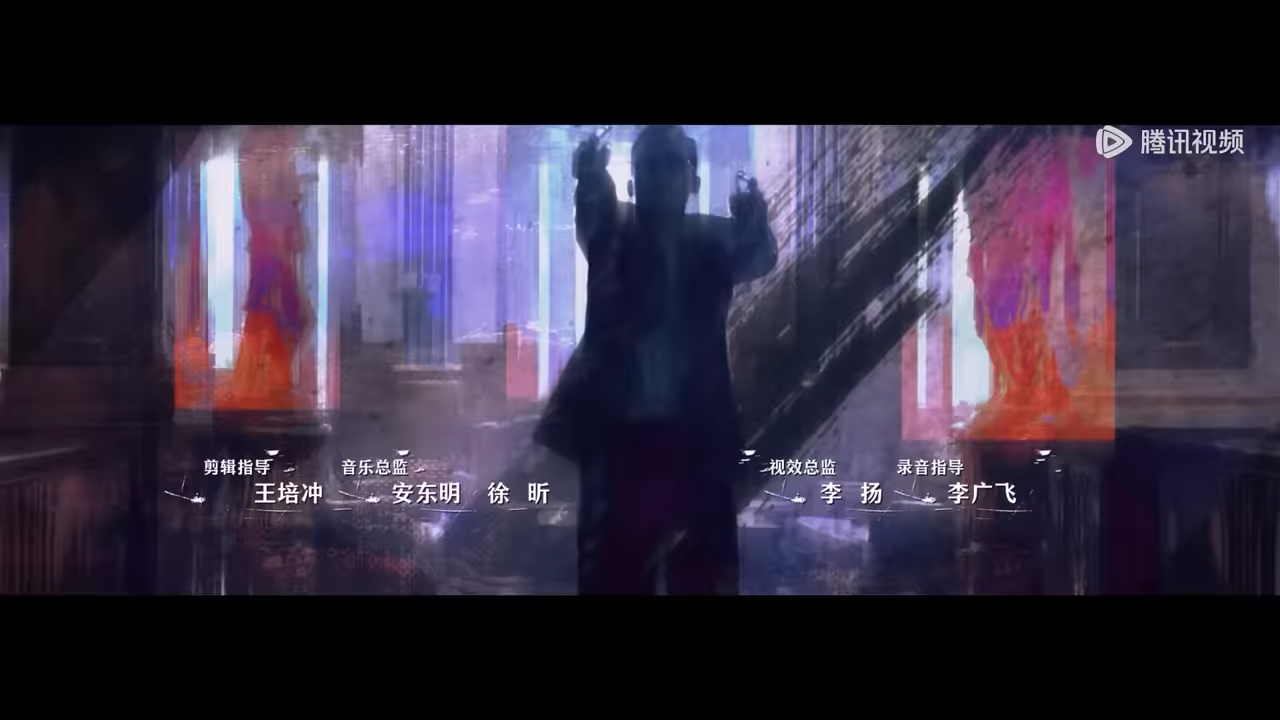 腾讯视频
剪辑指导 音乐总监 视效总监 录音指导
王培冲 安东明 徐 昕 李 扬 李广飞